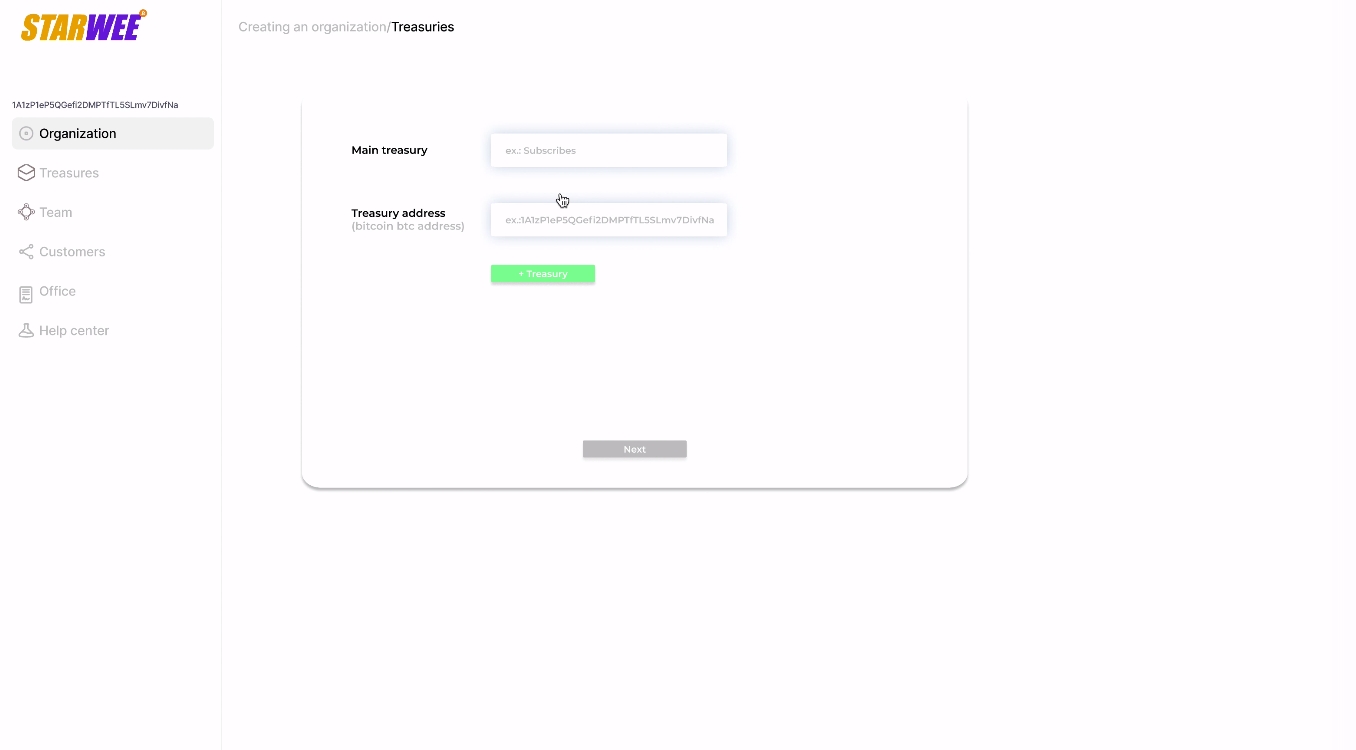 STARWEE
Creating an organization/Treasuries
1A1zP1eP5QGefi2DMPTfTL5SLmv7DivfNa
Organization
Treasures
Team
Customers
Office
Help center
Main treasury
ex.: Subscribes
Treasury address
(bitcoin btc address)
ex.:1A1zP1eP5QGefi2DMPTfTL5SLmv7DivfNa
+ Treasury
Next